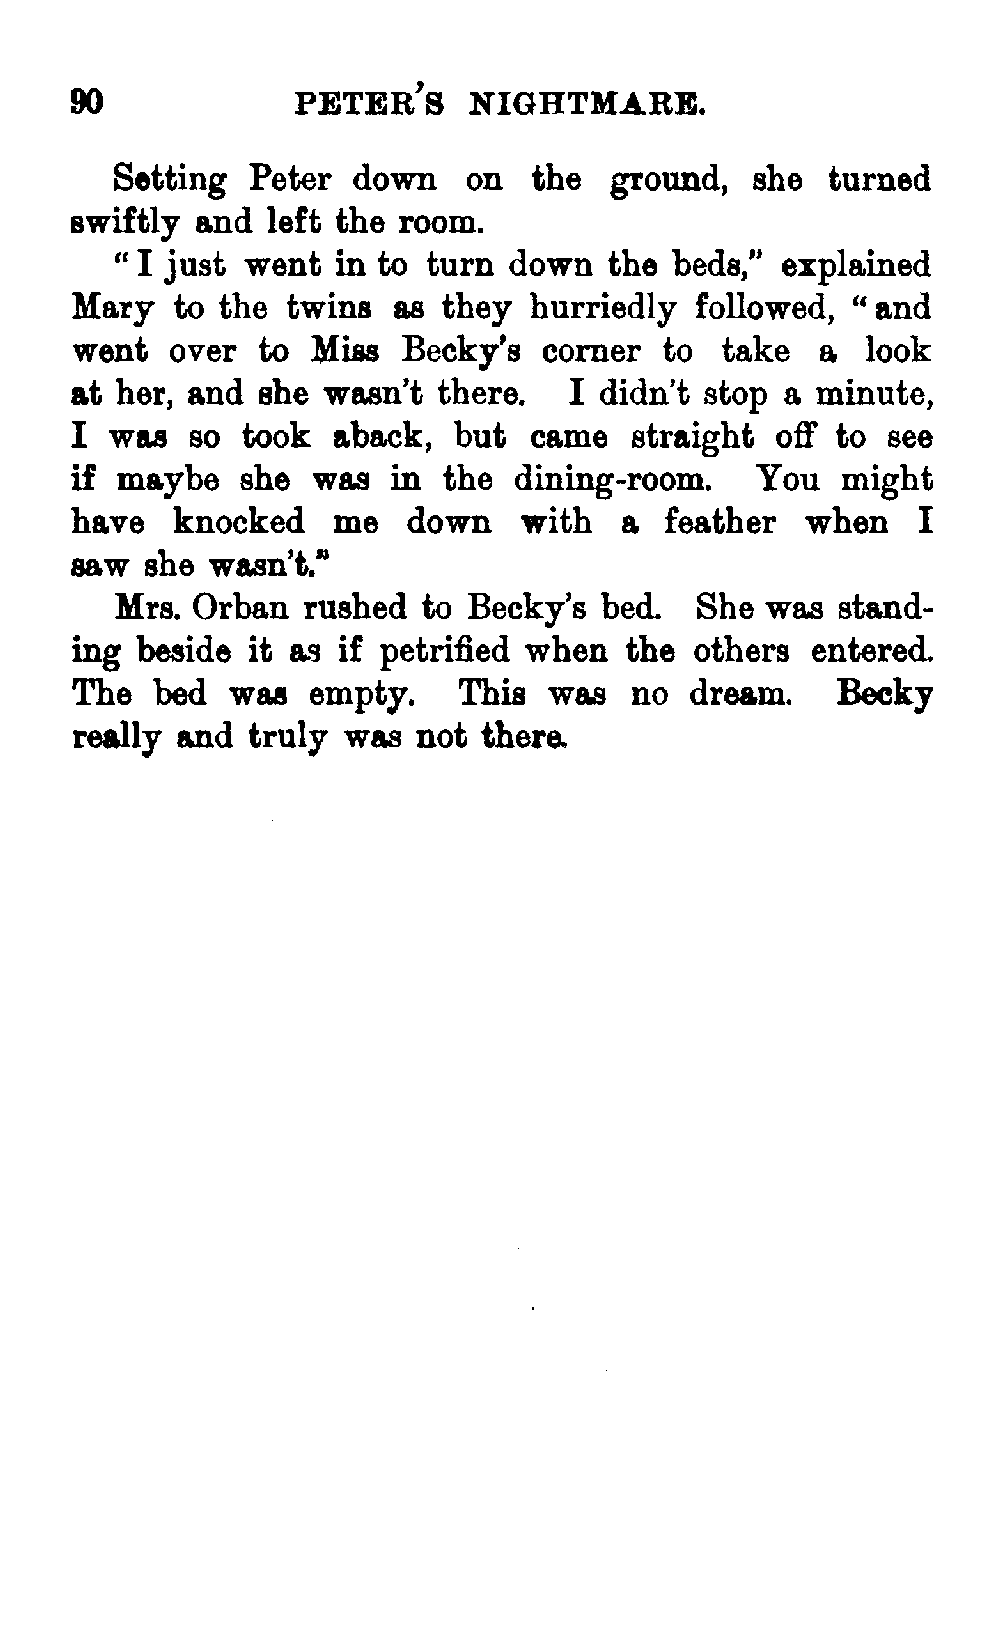 90 PETER'S NIGHTMARE.
Setting Peter down on the ground, she turned
swiftly and left the room.
"I just went in to turn down the beds," explained
Mary to the twins as they hurriedly followed, "and
went over to Miss Becky's corner to take a look
at her, and she wasn't there. I didn't stop a minute,
I was so took aback, but came straight off to see
if maybe she was in the dining-room. You might
have knocked me down with a feather when I
saw she wasn't."
Mrs. Orban rushed to Becky's bed. She was stand-
ing beside it as if petrified when the others entered.
The bed was empty. This was no dream. Becky
really and truly was not there.